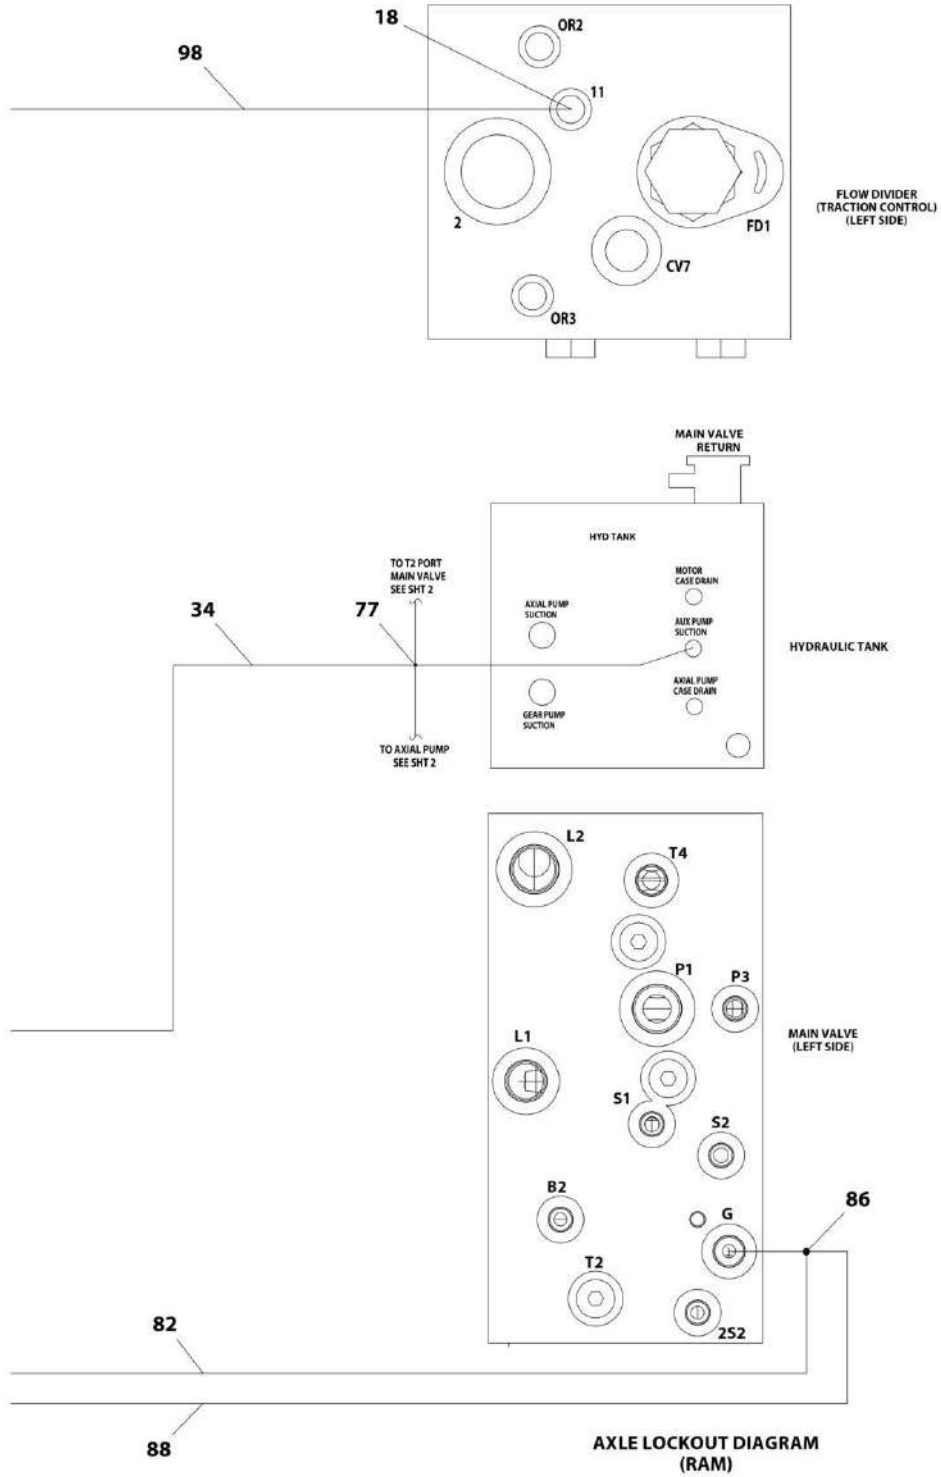 18
OR2
98
11
2
FD1
CV7
OR3
FLOW DIVIDER
(TRACTION CONTROL)
(LEFT SIDE)
MAIN VALVE
RETURN
HYD TANK
TO T2 PORT
MAIN VALVE
SEE SHT 2
MOTOR
CASE DRAIN
34
77
AXIAL PUMP
SUCTION
AUX PUMP
SUCTION
HYDRAULIC TANK
AXIAL PUMP
CASE DRAIN
GEAR PUMP
SUCTION
TO AXIAL PUMP
SEE SHT 2
L2
T4
P1
P3
L1
MAIN VALVE
(LEFT SIDE)
S1
S2
B2
G
86
T2
2S2
82
88
AXLE LOCKOUT DIAGRAM
(RAM)